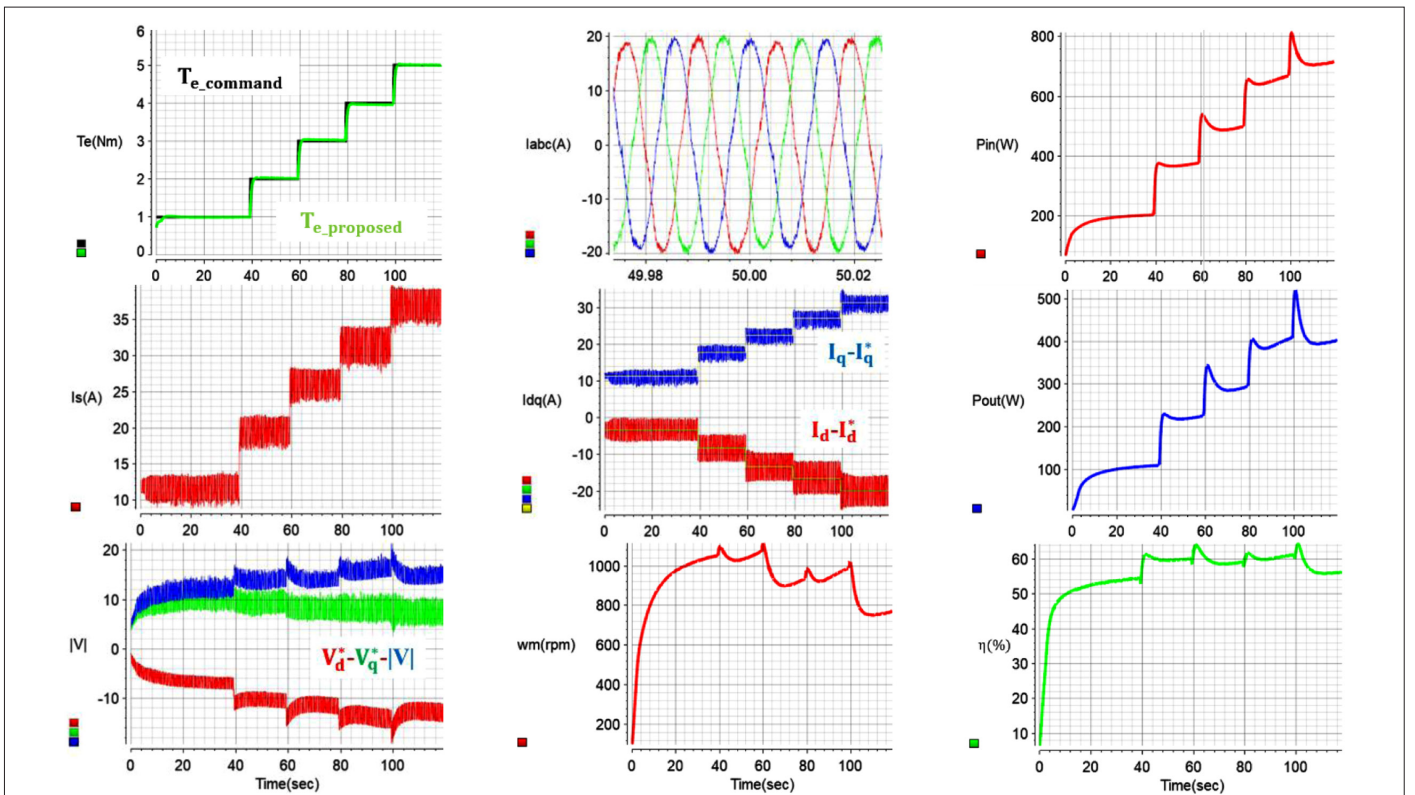 6
5
4
3
2
1
0
Te(Nm)
T_e_command
T_e_proposed
0 20 40 60 80 100
20
10
0
-10
-20
Iabc(A)
49.98 50.00 50.02
800
600
400
200
Pin(W)
0 20 40 60 80 100
35
30
25
20
15
10
Is(A)
0 20 40 60 80 100
30
20
10
0
-10
-20
Idq(A)
I_q-I_q^*
I_d-I_d^*
0 20 40 60 80 100
500
400
300
200
100
Pout(W)
0 20 40 60 80 100
20
10
0
-10
|V|
V_d^*-V_q^*-|V|
0 20 40 60 80 100
Time(sec)
1000
800
600
400
200
wm(rpm)
0 20 40 60 80 100
Time(sec)
60
50
40
30
20
10
η(%)
0 20 40 60 80 100
Time(sec)